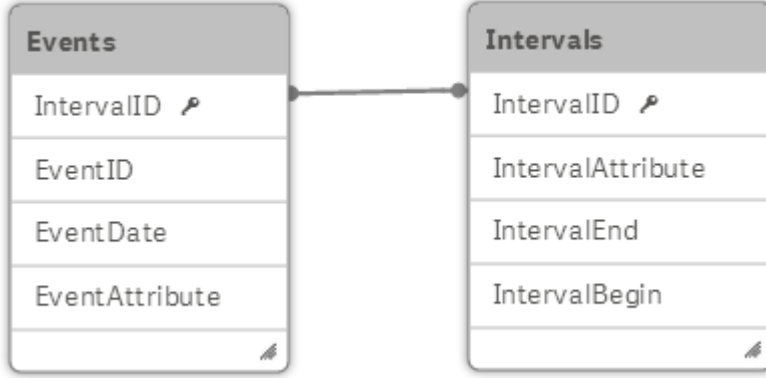 Events
IntervalID
EventID
EventDate
EventAttribute
Intervals
IntervalID
IntervalAttribute
IntervalEnd
IntervalBegin